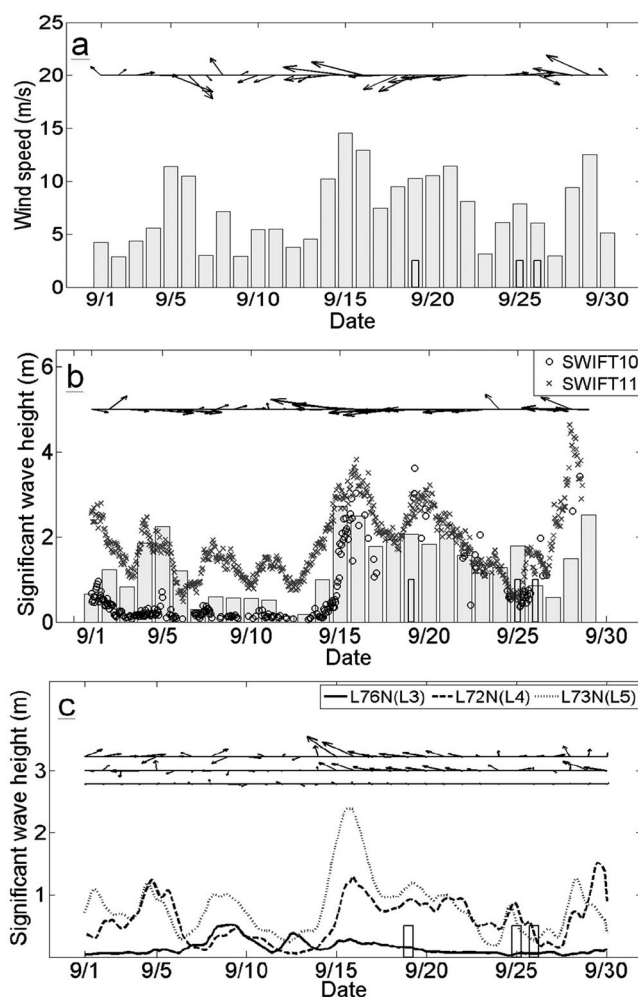 a
25
20
15
10
5
0
Wind speed (m/s)
9/1 9/5 9/10 9/15 9/20 9/25 9/30
Date
b
SWIFT10
SWIFT11
6
4
2
0
Significant wave height (m)
9/1 9/5 9/10 9/15 9/20 9/25 9/30
Date
c
L76N(L3) L72N(L4) L73N(L5)
3
1
Significant wave height (m)
9/1 9/5 9/10 9/15 9/20 9/25 9/30
Date